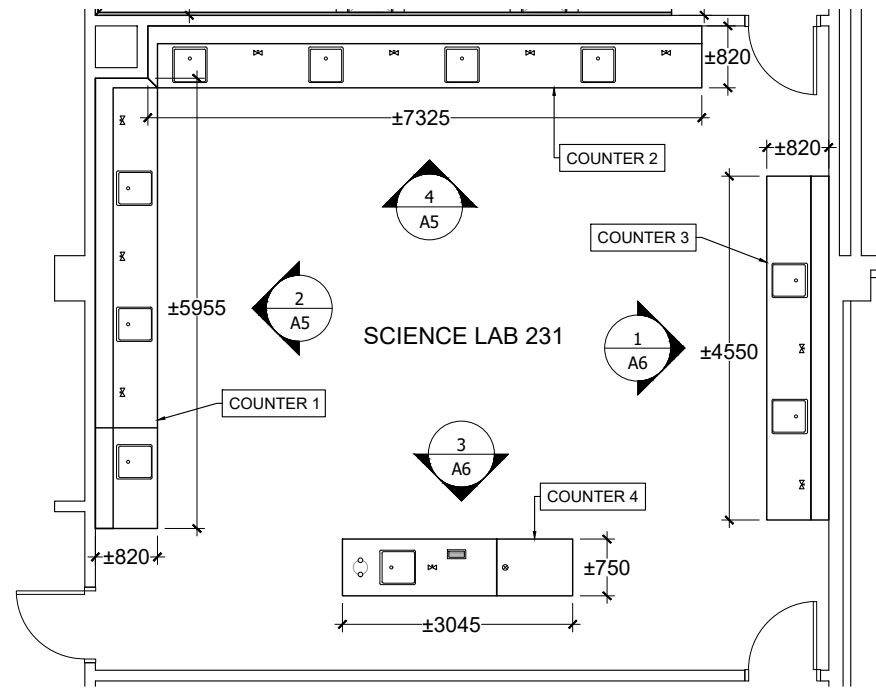 ±820
±7325
COUNTER 2
±820
4
A5
COUNTER 3
2
A5
±5955
SCIENCE LAB 231
1
A6
±4550
COUNTER 1
3
A6
COUNTER 4
±820
±750
±3045